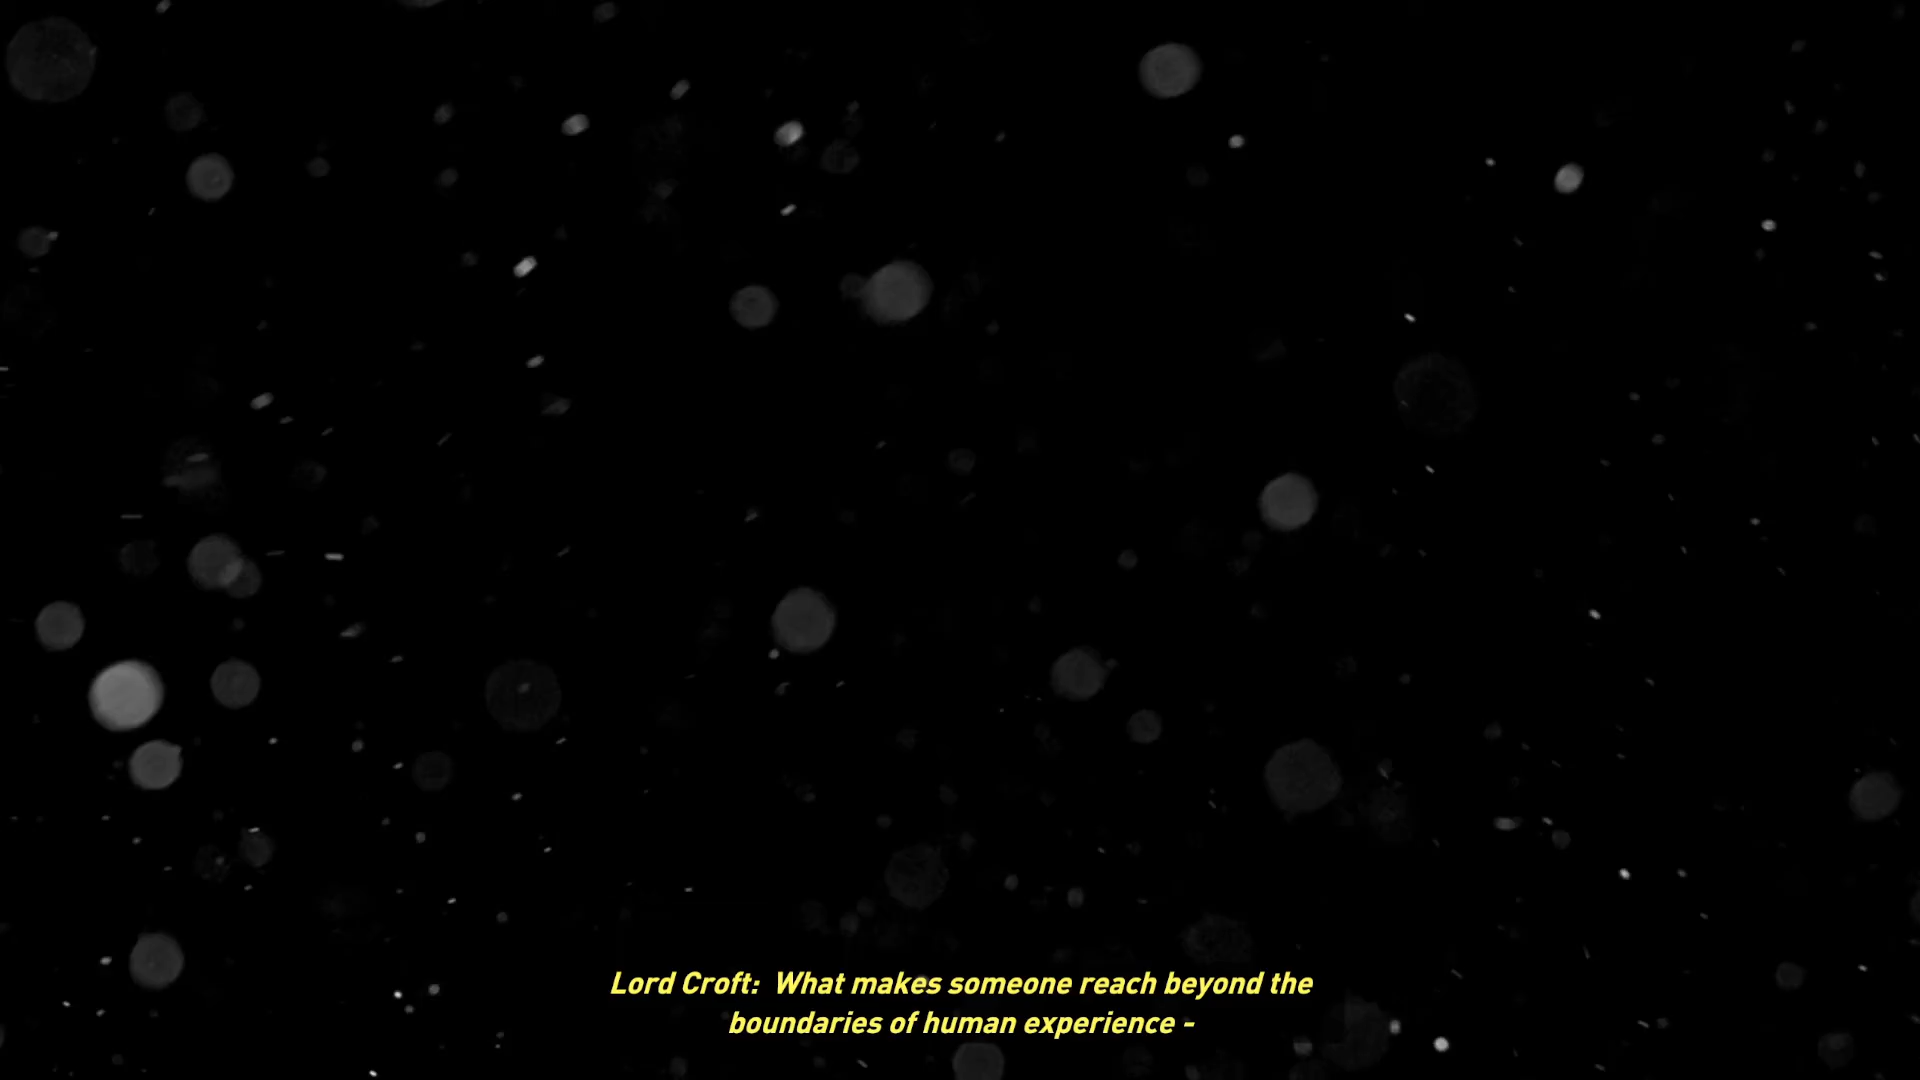 Lord Croft:  What makes someone reach beyond the
boundaries of human experience -